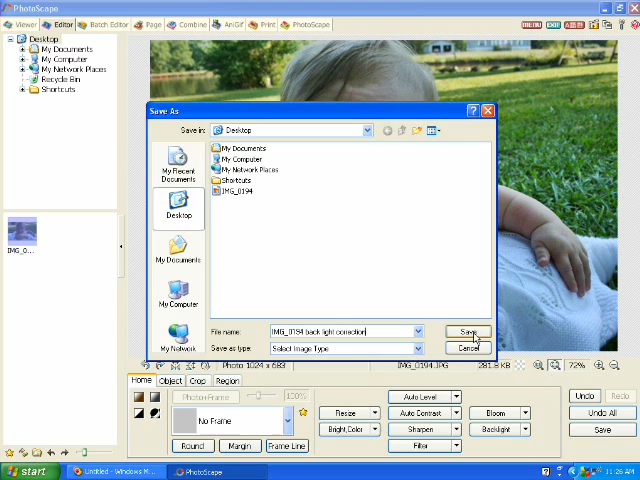 PhotoScape
Viewer Editor Batch Editor Page Combine AniGif Print PhotoScape
MENU EXIF
Desktop
My Documents
My Computer
My Network Places
Recycle Bin
Shortcuts
IMG_0...
Save As
Save in: Desktop
My Recent
Documents
Desktop
My Documents
My Computer
My Network
My Documents
My Computer
My Network Places
Shortcuts
IMG_0194
File name: IMG_0194 back light correction Save
Save as type: Select Image Type Cancel
Photo 1024 x 683 IMG_0194.JPG 281.8 KB 72%
Home Object Crop Region
Photo+Frame 100%
No Frame
Round Margin Frame Line
Auto Level
Resize Auto Contrast Bloom
Bright,Color Sharpen Backlight
Filter
Undo Redo
Undo All
Save
start Untitled - Windows M... PhotoScape 11:26 AM